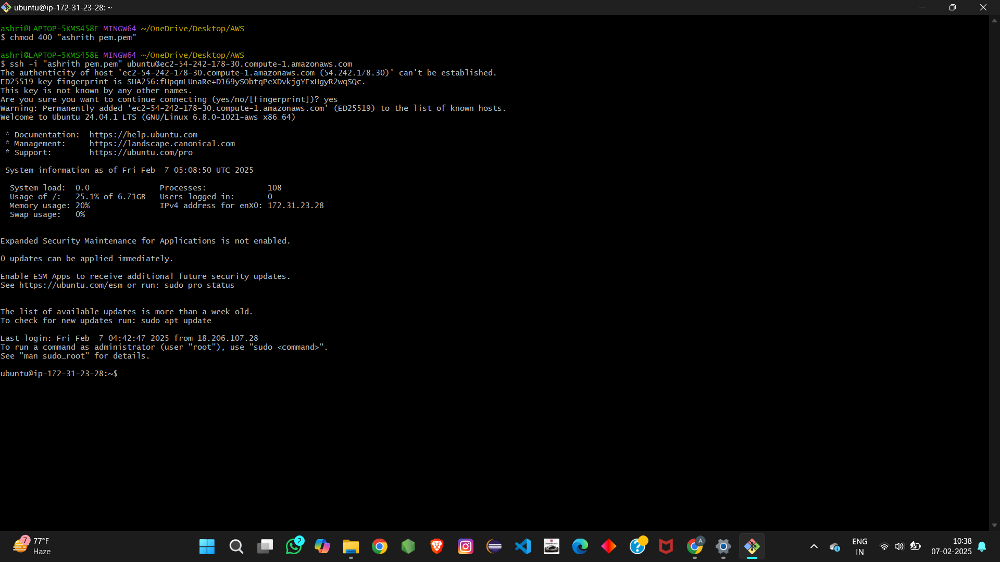 ubuntu@ip-172-31-23-28: ~
ashri@LAPTOP-5KMS458E MINGW64 ~/OneDrive/Desktop/AWS
$ chmod 400 "ashrith pem.pem"
ashri@LAPTOP-5KMS458E MINGW64 ~/OneDrive/Desktop/AWS
$ ssh -i "ashrith pem.pem" ubuntu@ec2-54-242-178-30.compute-1.amazonaws.com
The authenticity of host 'ec2-54-242-178-30.compute-1.amazonaws.com (54.242.178.30)' can't be established.
ED25519 key fingerprint is SHA256:fHpqmLUnaRe+D169ySObtqPeXDvkjgYFxHgyR2wqSQc.
This key is not known by any other names.
Are you sure you want to continue connecting (yes/no/[fingerprint])? yes
Warning: Permanently added 'ec2-54-242-178-30.compute-1.amazonaws.com' (ED25519) to the list of known hosts.
Welcome to Ubuntu 24.04.1 LTS (GNU/Linux 6.8.0-1021-aws x86_64)
* Documentation:  https://help.ubuntu.com
* Management:     https://landscape.canonical.com
* Support:        https://ubuntu.com/pro
System information as of Fri Feb  7 05:08:50 UTC 2025
System load:  0.0               Processes:             108
Usage of /:   25.1% of 6.71GB   Users logged in:       0
Memory usage: 20%               IPv4 address for enX0: 172.31.23.28
Swap usage:   0%
Expanded Security Maintenance for Applications is not enabled.
0 updates can be applied immediately.
Enable ESM Apps to receive additional future security updates.
See https://ubuntu.com/esm or run: sudo pro status
The list of available updates is more than a week old.
To check for new updates run: sudo apt update
Last login: Fri Feb  7 04:42:47 2025 from 18.206.107.28
To run a command as administrator (user "root"), use "sudo <command>".
See "man sudo_root" for details.
ubuntu@ip-172-31-23-28:~$
7
77°F
Haze
2
A
ENG
IN
10:38
07-02-2025